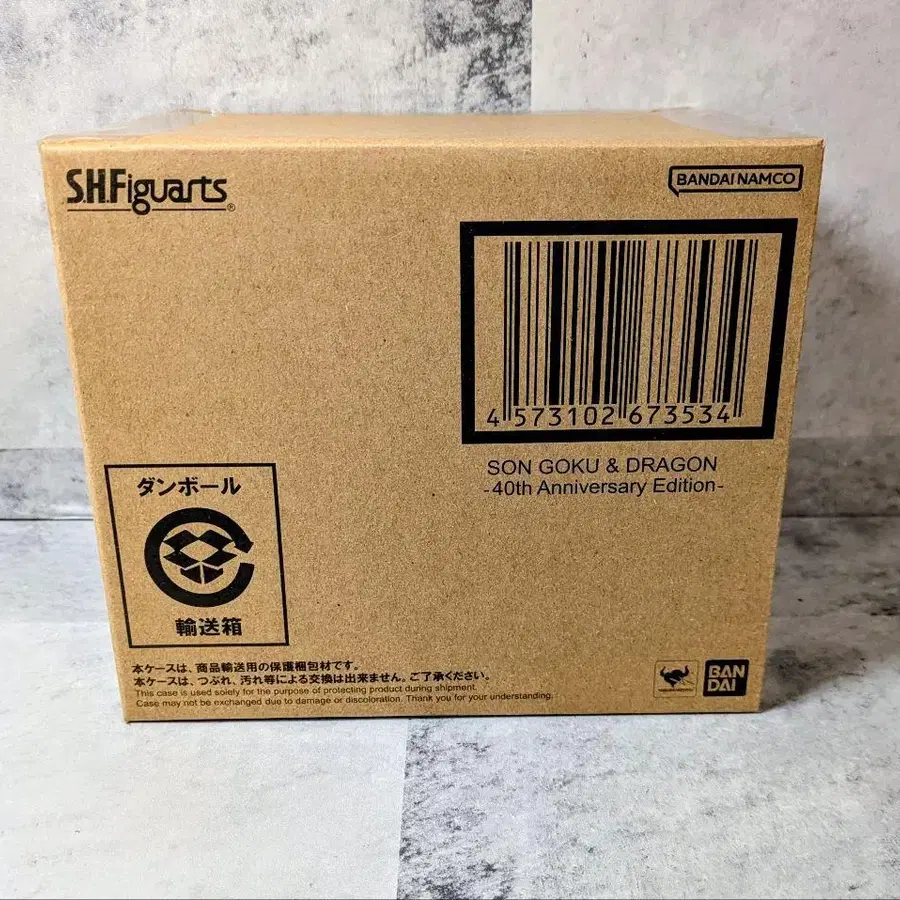 S.H.Figuarts®
BANDAI NAMCO
4 573102 673534
SON GOKU & DRAGON
-40th Anniversary Edition-
ダンボール
輸送箱
本ケースは、商品輸送用の保護梱包材です。
本ケースは、つぶれ、汚れ等による交換は出来ません。ご了承ください。
This case is used solely for the purpose of protecting product during shipment.
Case may not be exchanged due to damage or discoloration. Thank you for your understanding.
BAN
DAI